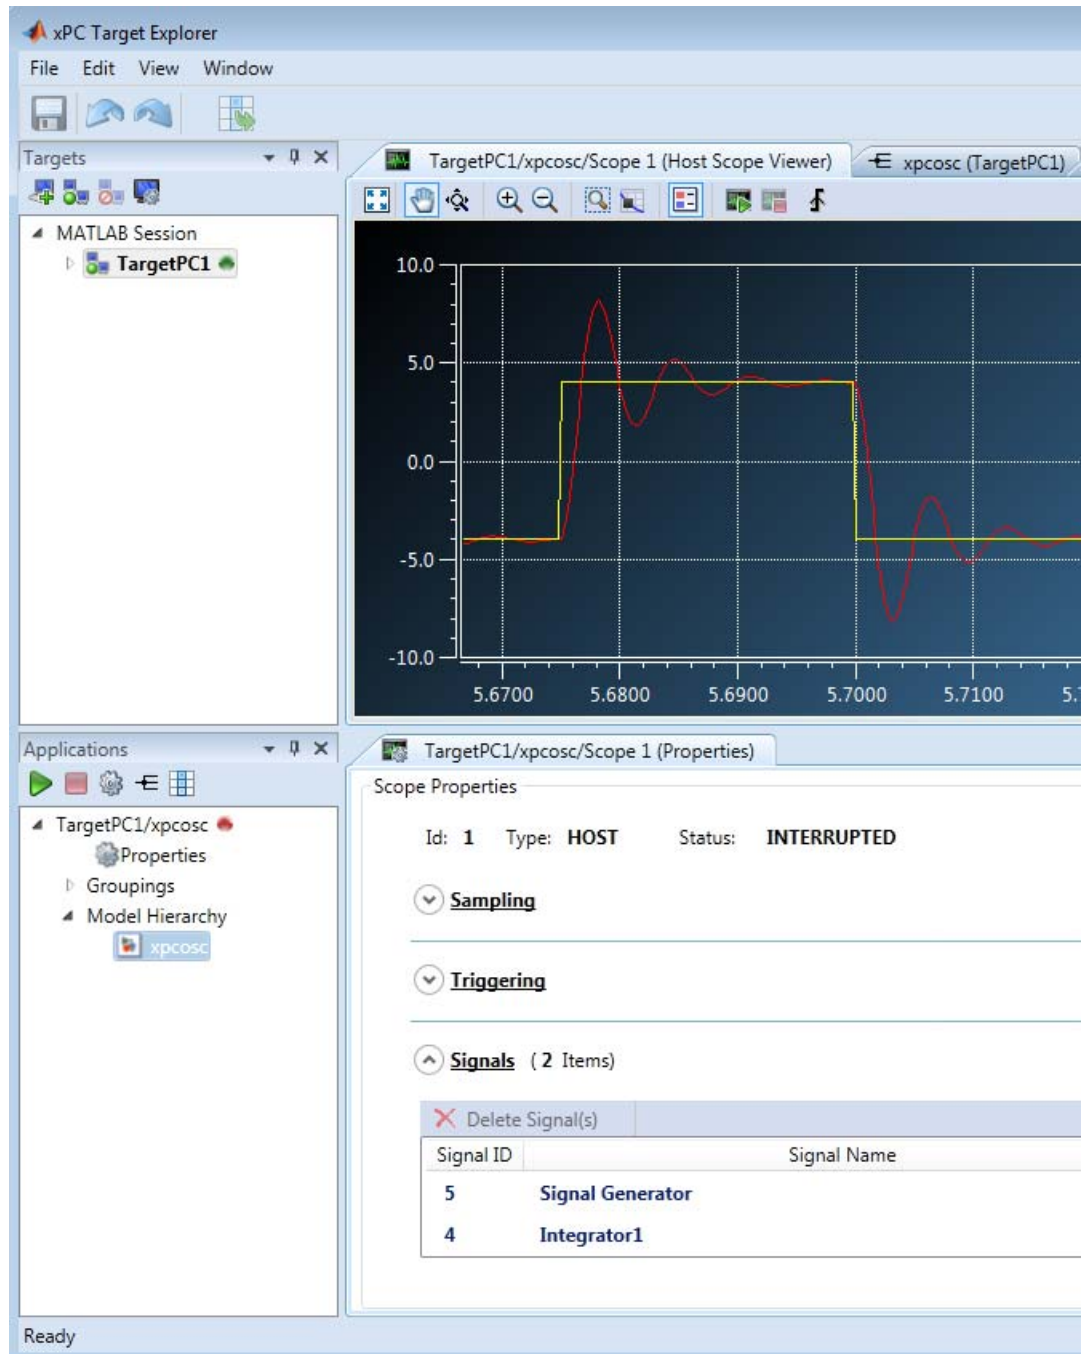 xPC Target Explorer
File Edit View Window
Targets
MATLAB Session
TargetPC1
TargetPC1/xpcosc/Scope 1 (Host Scope Viewer) xpcosc (TargetPC1)
10.0
5.0
0.0
-5.0
-10.0
5.6700 5.6800 5.6900 5.7000 5.7100
Applications
TargetPC1/xpcosc
Properties
Groupings
Model Hierarchy
xpcosc
TargetPC1/xpcosc/Scope 1 (Properties)
Scope Properties
Id: 1 Type: HOST Status: INTERRUPTED
Sampling
Triggering
Signals ( 2 Items)
Delete Signal(s)
Signal ID Signal Name
5 Signal Generator
4 Integrator1
Ready